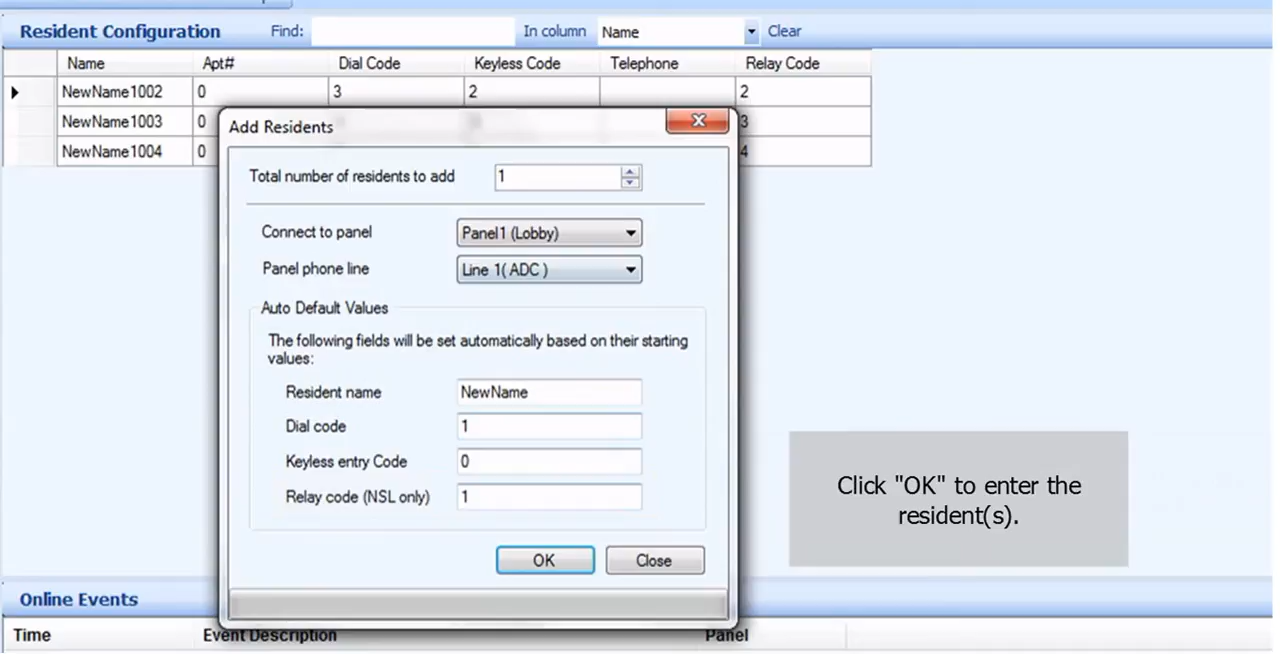 Resident Configuration Find: In column Name Clear
Name Apt# Dial Code Keyless Code Telephone Relay Code
NewName1002 0 3 2 2
NewName1003 0 3
NewName1004 0 4
Add Residents
Total number of residents to add 1
Connect to panel Panel1 (Lobby)
Panel phone line Line 1( ADC )
Auto Default Values
The following fields will be set automatically based on their starting
values:
Resident name NewName
Dial code 1
Keyless entry Code 0
Relay code (NSL only) 1
OK Close
Click "OK" to enter the
resident(s).
Online Events
Time Event Description Panel